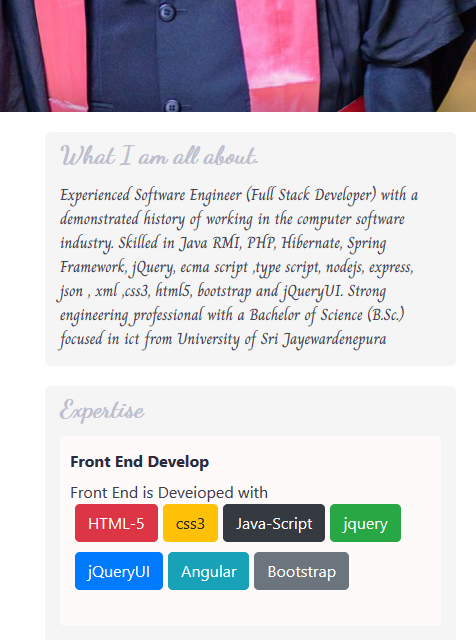 What I am all about.
Experienced Software Engineer (Full Stack Developer) with a
demonstrated history of working in the computer software
industry. Skilled in Java RMI, PHP, Hibernate, Spring
Framework, jQuery, ecma script ,type script, nodejs, express,
json , xml ,css3, html5, bootstrap and jQueryUI. Strong
engineering professional with a Bachelor of Science (B.Sc.)
focused in ict from University of Sri Jayewardenepura
Expertise
Front End Develop
Front End is Deveioped with
HTML-5 css3 Java-Script jquery
jQueryUI Angular Bootstrap